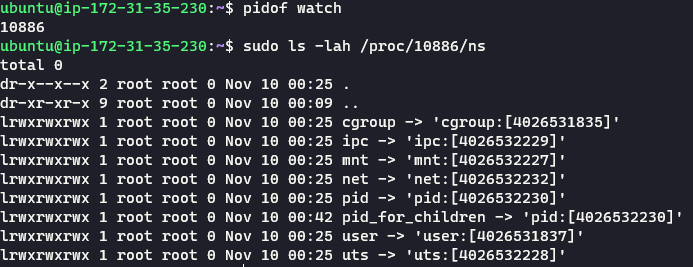 ubuntu@ip-172-31-35-230:~$ pidof watch
10886
ubuntu@ip-172-31-35-230:~$ sudo ls -lah /proc/10886/ns
total 0
dr-x--x--x 2 root root 0 Nov 10 00:25 .
dr-xr-xr-x 9 root root 0 Nov 10 00:09 ..
lrwxrwxrwx 1 root root 0 Nov 10 00:25 cgroup -> 'cgroup:[4026531835]'
lrwxrwxrwx 1 root root 0 Nov 10 00:25 ipc -> 'ipc:[4026532229]'
lrwxrwxrwx 1 root root 0 Nov 10 00:25 mnt -> 'mnt:[4026532227]'
lrwxrwxrwx 1 root root 0 Nov 10 00:25 net -> 'net:[4026532232]'
lrwxrwxrwx 1 root root 0 Nov 10 00:25 pid -> 'pid:[4026532230]'
lrwxrwxrwx 1 root root 0 Nov 10 00:42 pid_for_children -> 'pid:[4026532230]'
lrwxrwxrwx 1 root root 0 Nov 10 00:25 user -> 'user:[4026531837]'
lrwxrwxrwx 1 root root 0 Nov 10 00:25 uts -> 'uts:[4026532228]'